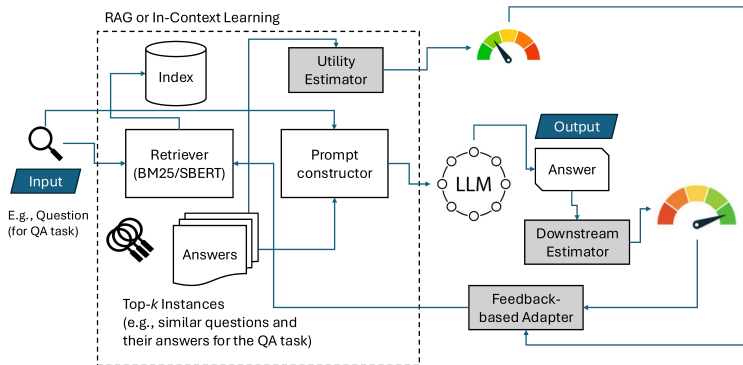 RAG or In-Context Learning
Index
Utility
Estimator
Retriever
(BM25/SBERT)
Prompt
constructor
Input
E.g., Question
(for QA task)
Answers
Top-k Instances
(e.g., similar questions and
their answers for the QA task)
LLM
Output
Answer
Downstream
Estimator
Feedback-
based Adapter